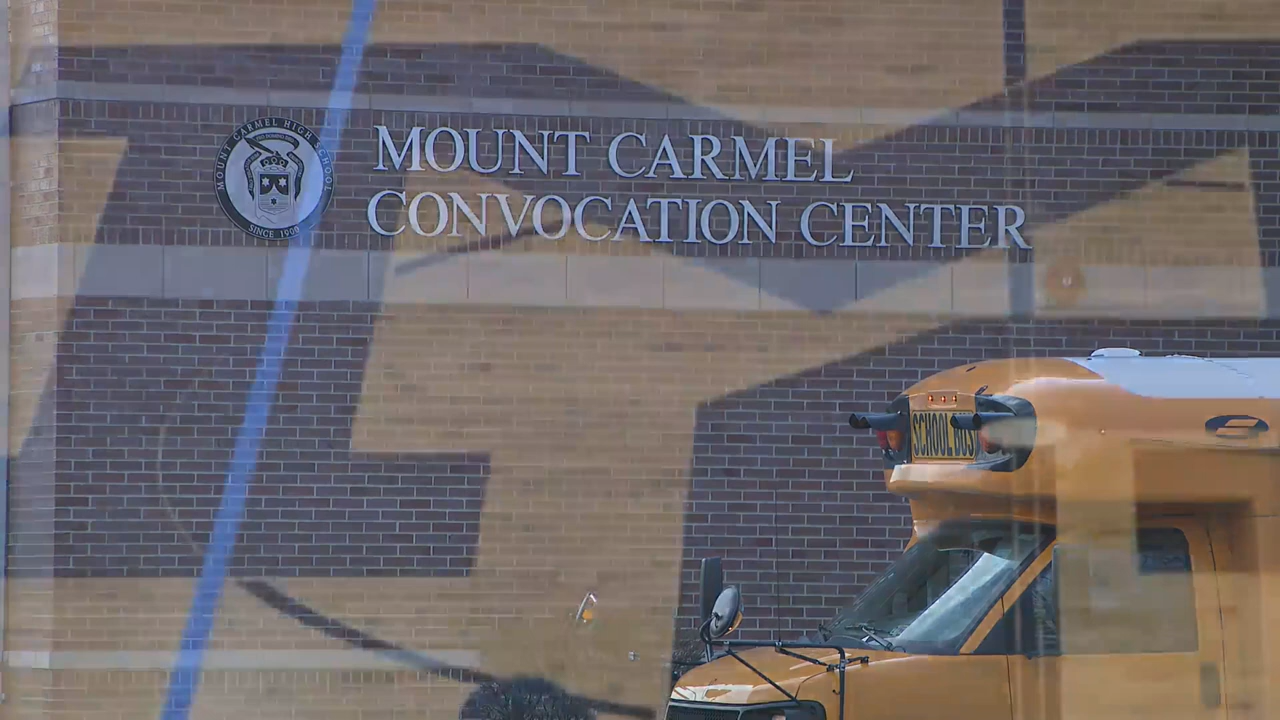 MOUNT CARMEL HIGH SCHOOL
SINCE 1900
MOUNT CARMEL
CONVOCATION CENTER
SCHOOL BUS